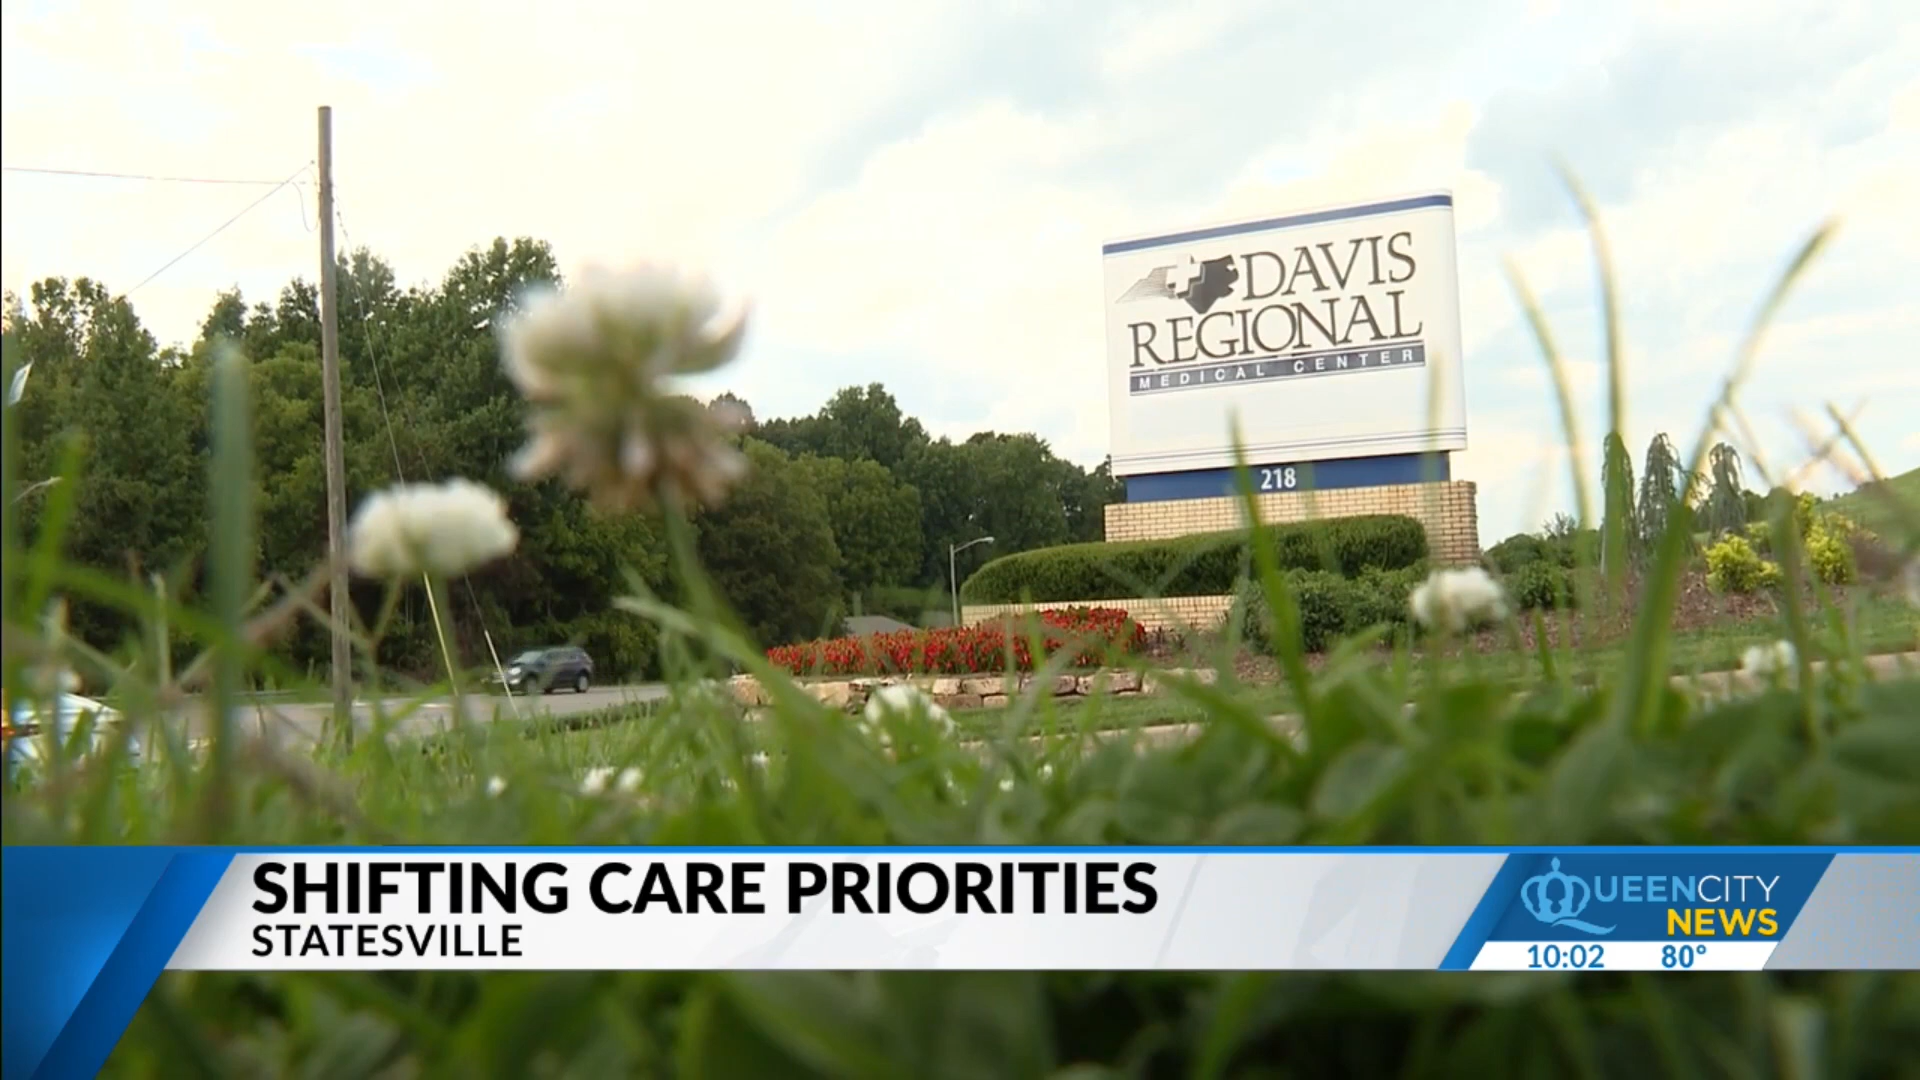 DAVIS
REGIONAL
MEDICAL CENTER
218
SHIFTING CARE PRIORITIES
STATESVILLE
QUEENCITY
NEWS
10:02 80°